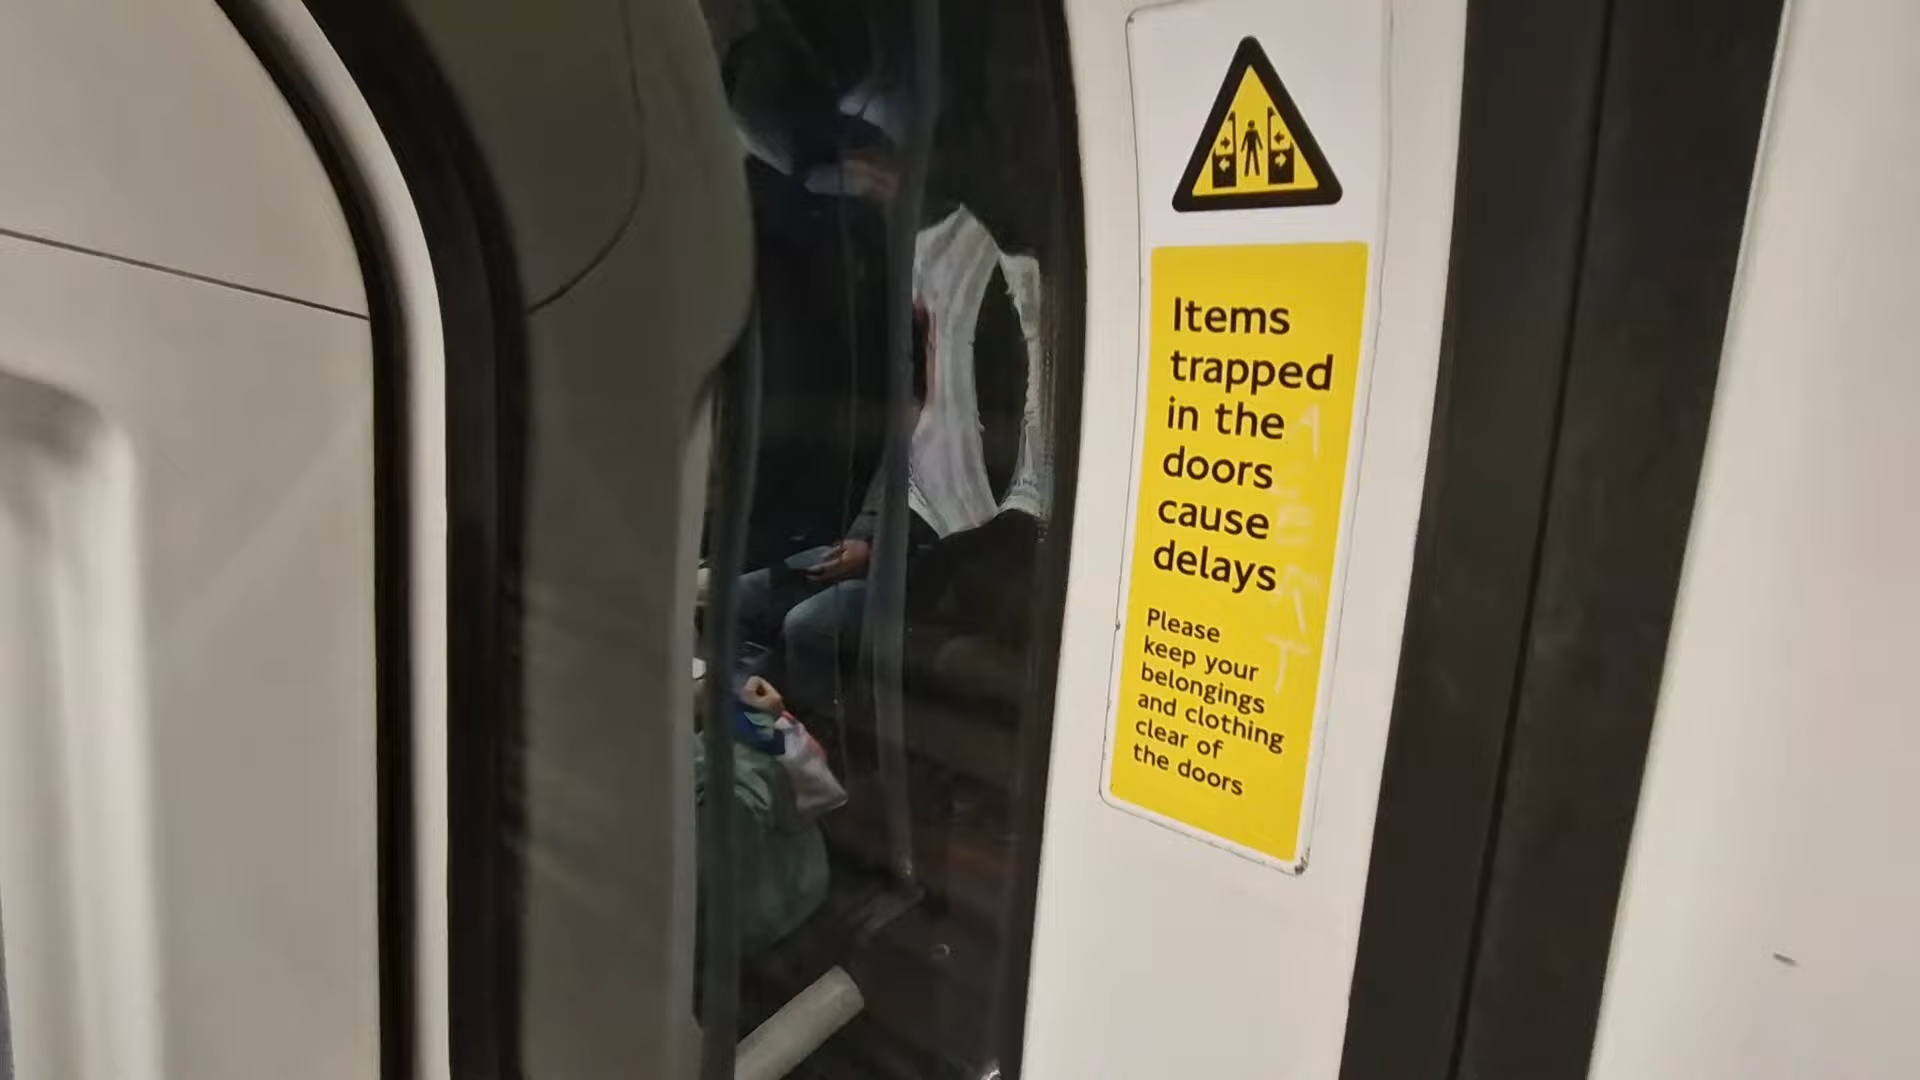 Items
trapped
in the
doors
cause
delays
Please
keep your
belongings
and clothing
clear of
the doors